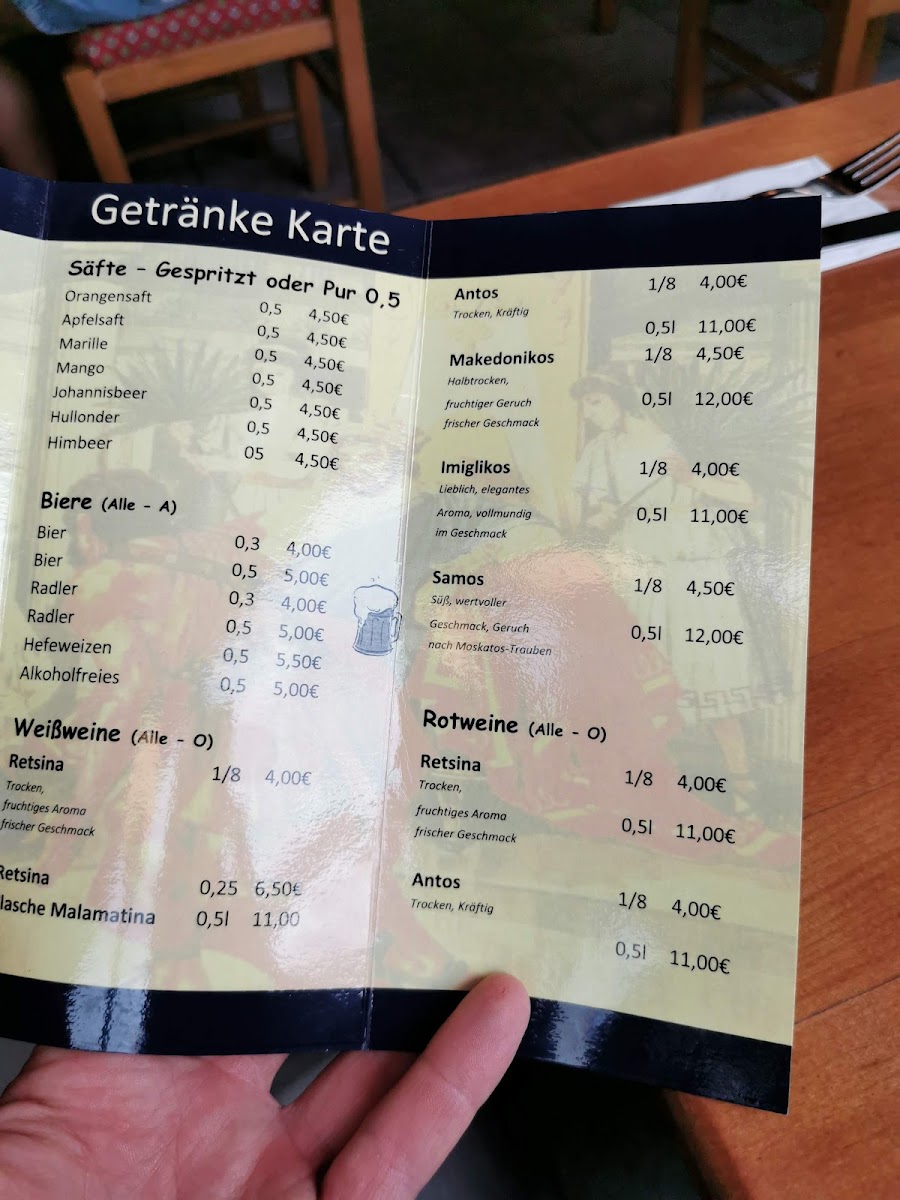 Getränke Karte
Säfte - Gespritzt oder Pur 0,5
Orangensaft 0,5 4,50€
Apfelsaft 0,5 4,50€
Marille 0,5 4,50€
Mango 0,5 4,50€
Johannisbeer 0,5 4,50€
Hullonder 0,5 4,50€
Himbeer 05 4,50€
Biere (Alle - A)
Bier 0,3 4,00€
Bier 0,5 5,00€
Radler 0,3 4,00€
Radler 0,5 5,00€
Hefeweizen 0,5 5,50€
Alkoholfreies 0,5 5,00€
Weißweine (Alle - O)
Retsina 1/8 4,00€
Trocken,
fruchtiges Aroma
frischer Geschmack
Retsina 0,25 6,50€
lasche Malamatina 0,5l 11,00
Antos 1/8 4,00€
Trocken, Kräftig
0,5l 11,00€
Makedonikos 1/8 4,50€
Halbtrocken,
fruchtiger Geruch 0,5l 12,00€
frischer Geschmack
Imiglikos 1/8 4,00€
Lieblich, elegantes
Aroma, vollmundig 0,5l 11,00€
im Geschmack
Samos 1/8 4,50€
Süß, wertvoller
Geschmack, Geruch 0,5l 12,00€
nach Moskatos-Trauben
Rotweine (Alle - O)
Retsina 1/8 4,00€
Trocken,
fruchtiges Aroma 0,5l 11,00€
frischer Geschmack
Antos 1/8 4,00€
Trocken, Kräftig
0,5l 11,00€